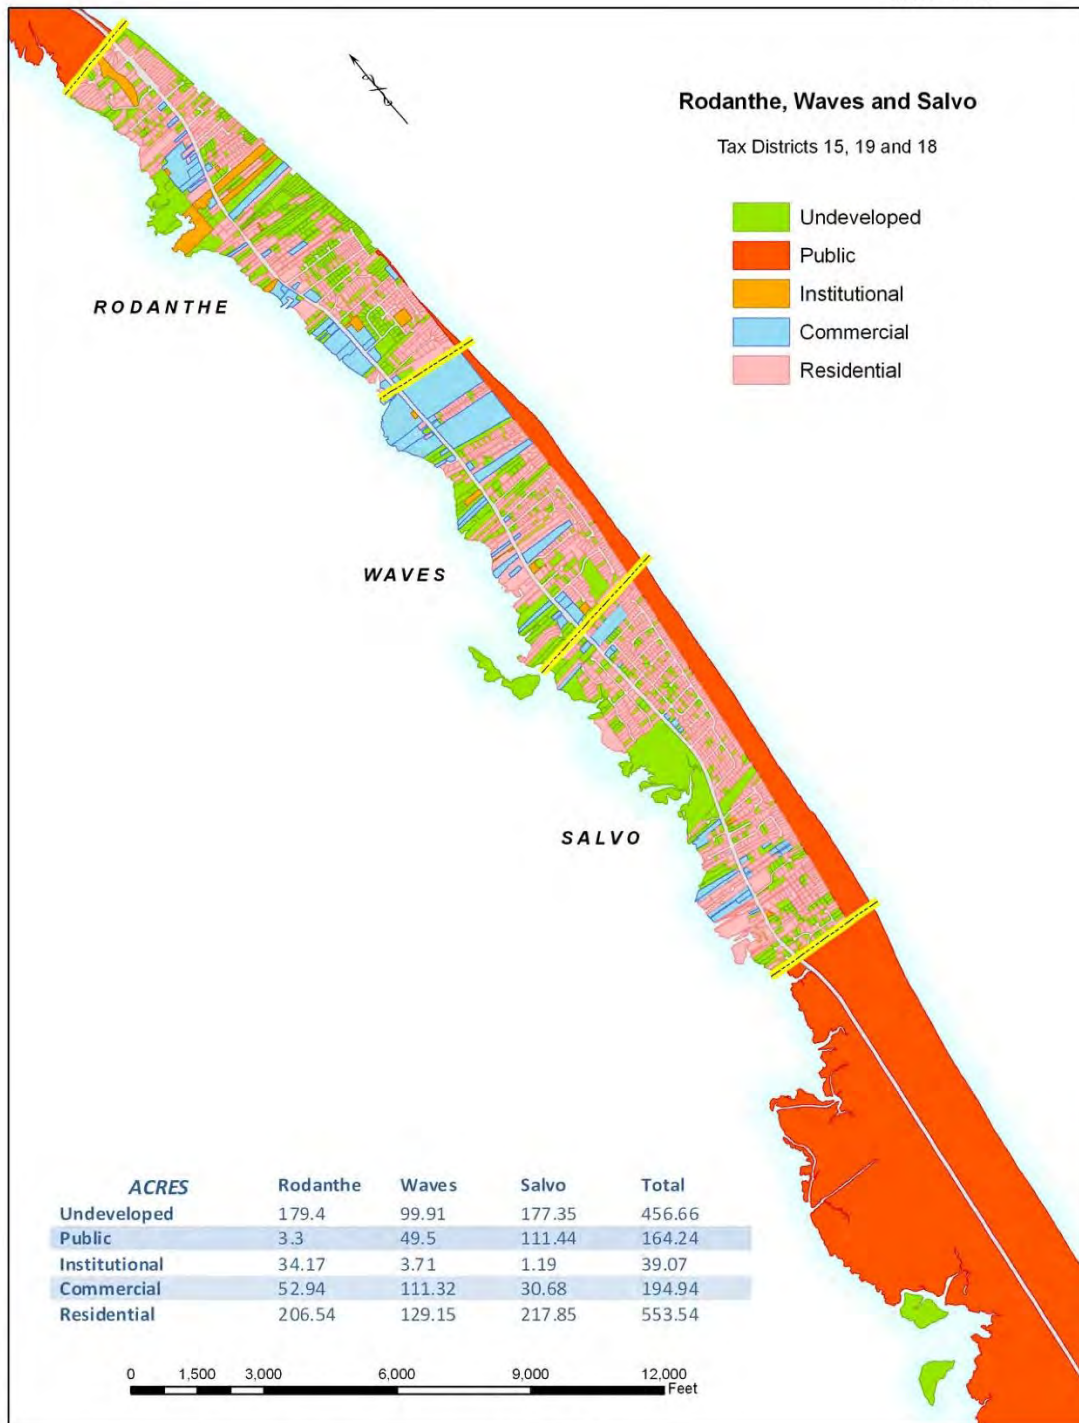 Rodanthe, Waves and Salvo
Tax Districts 15, 19 and 18
Undeveloped
Public
Institutional
Commercial
Residential
RODANTHE
WAVES
SALVO
ACRES Rodanthe Waves Salvo Total
Undeveloped 179.4 99.91 177.35 456.66
Public 3.3 49.5 111.44 164.24
Institutional 34.17 3.71 1.19 39.07
Commercial 52.94 111.32 30.68 194.94
Residential 206.54 129.15 217.85 553.54
0 1,500 3,000 6,000 9,000 12,000
Feet